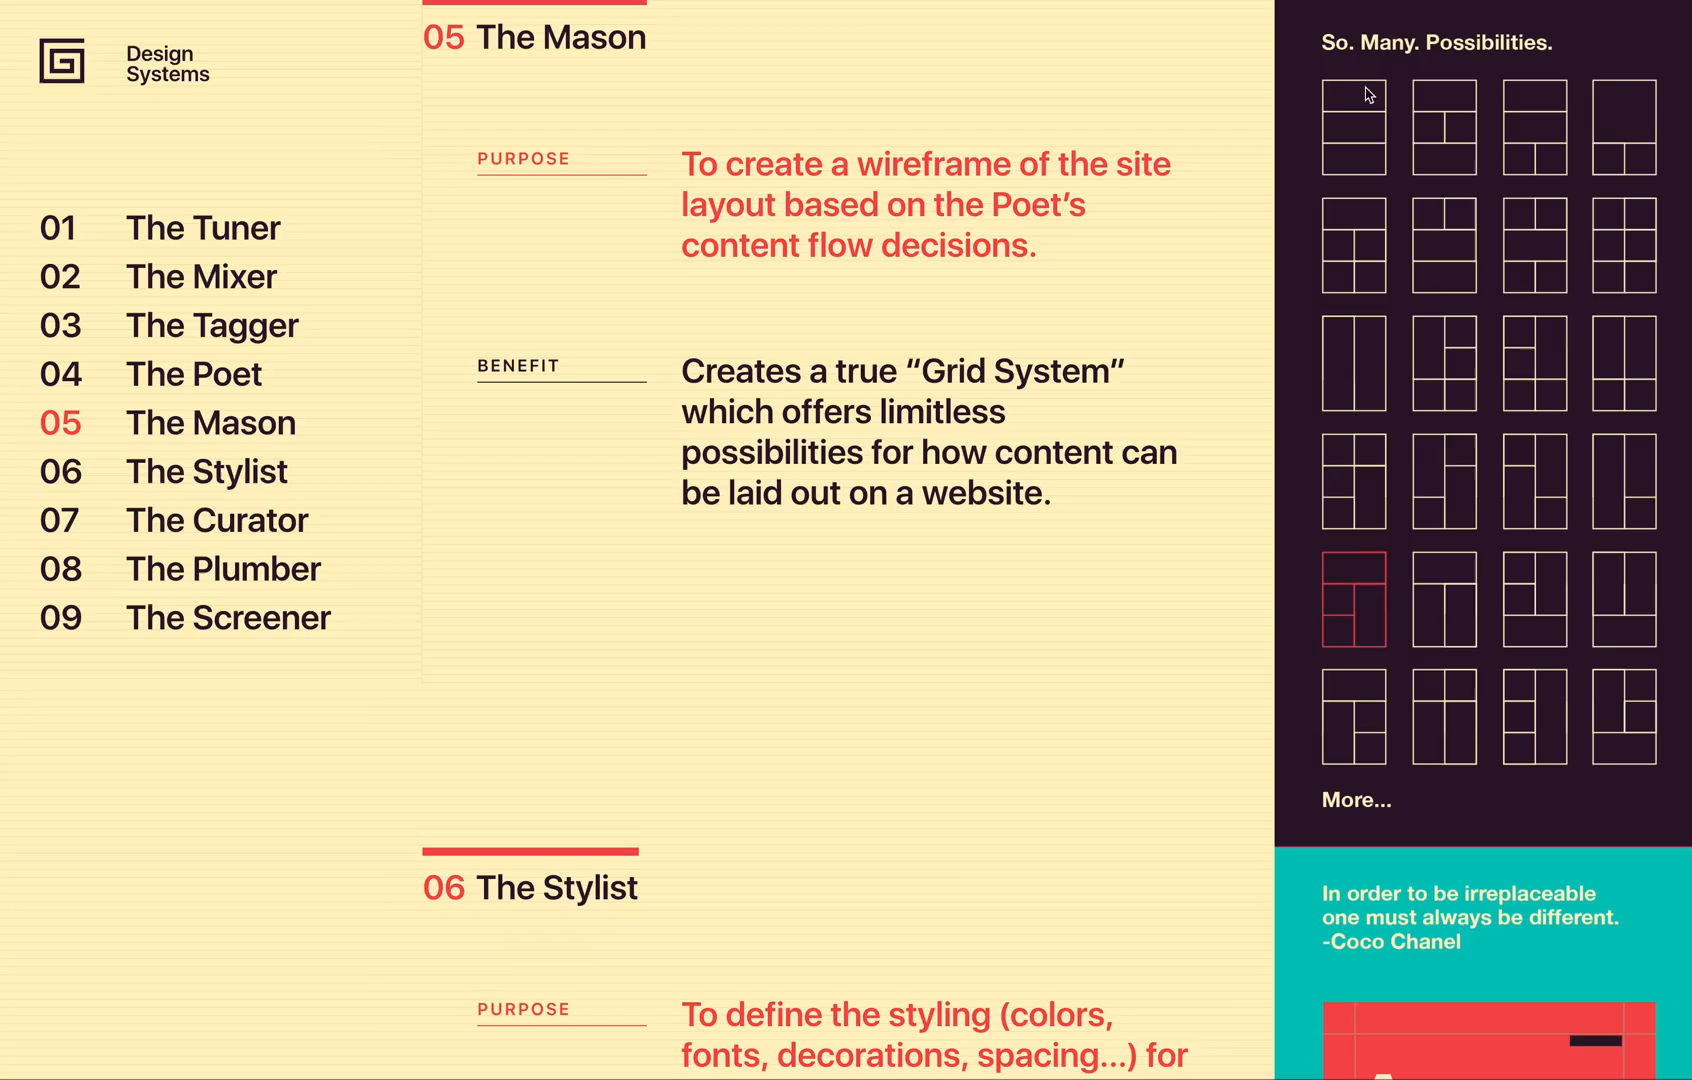 Design
Systems
01 The Tuner
02 The Mixer
03 The Tagger
04 The Poet
05 The Mason
06 The Stylist
07 The Curator
08 The Plumber
09 The Screener
05 The Mason
PURPOSE
To create a wireframe of the site
layout based on the Poet’s
content flow decisions.
BENEFIT
Creates a true “Grid System”
which offers limitless
possibilities for how content can
be laid out on a website.
06 The Stylist
PURPOSE
To define the styling (colors,
fonts, decorations, spacing...) for
So. Many. Possibilities.
More...
In order to be irreplaceable
one must always be different.
-Coco Chanel